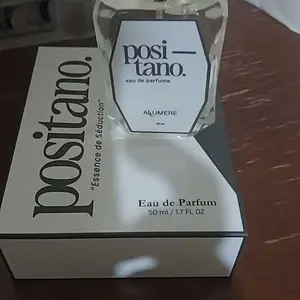 posi—
tano.
eau de parfume
ALLUMERE
positano.
"Essence de Séduction"
Eau de Parfum
50 ml / 1.7 FL OZ